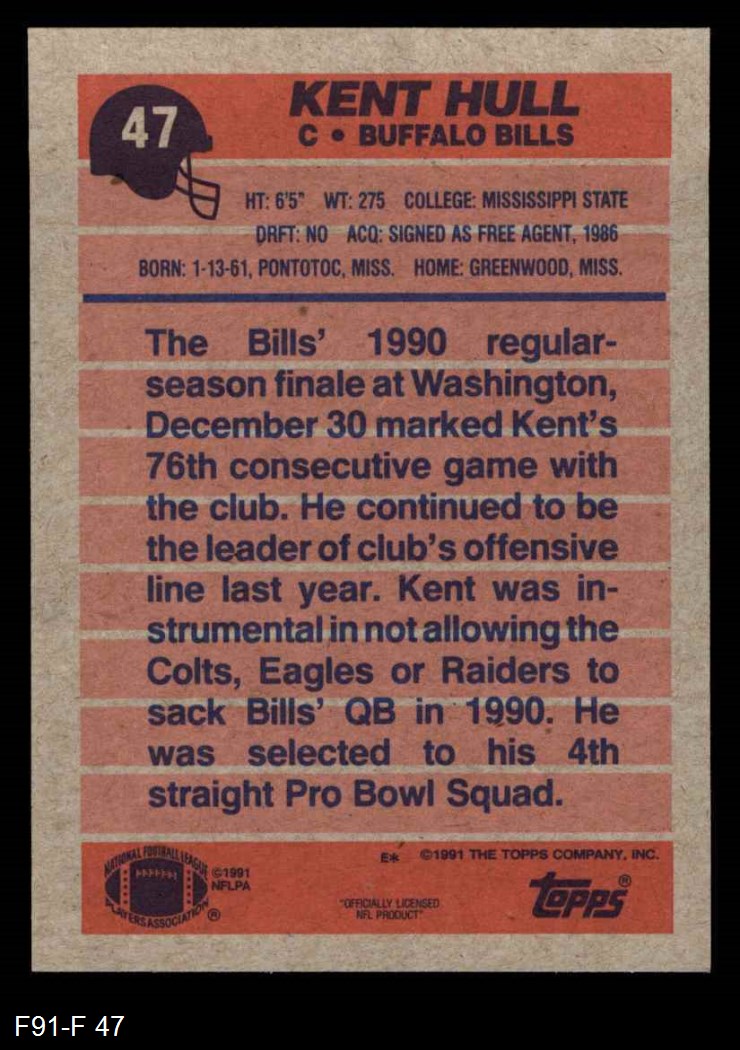 47
KENT HULL
C • BUFFALO BILLS
HT: 6'5" WT: 275 COLLEGE: MISSISSIPPI STATE
DRFT: NO ACQ: SIGNED AS FREE AGENT, 1986
BORN: 1-13-61, PONTOTOC, MISS. HOME: GREENWOOD, MISS.
The Bills' 1990 regular-
season finale at Washington,
December 30 marked Kent's
76th consecutive game with
the club. He continued to be
the leader of club's offensive
line last year. Kent was in-
strumental in not allowing the
Colts, Eagles or Raiders to
sack Bills' QB in 1990. He
was selected to his 4th
straight Pro Bowl Squad.
NATIONAL FOOTBALL LEAGUE
PLAYERS ASSOCIATION ®
©1991
NFLPA
E* ©1991 THE TOPPS COMPANY, INC.
"OFFICIALLY LICENSED
NFL PRODUCT"
topps®
F91-F 47